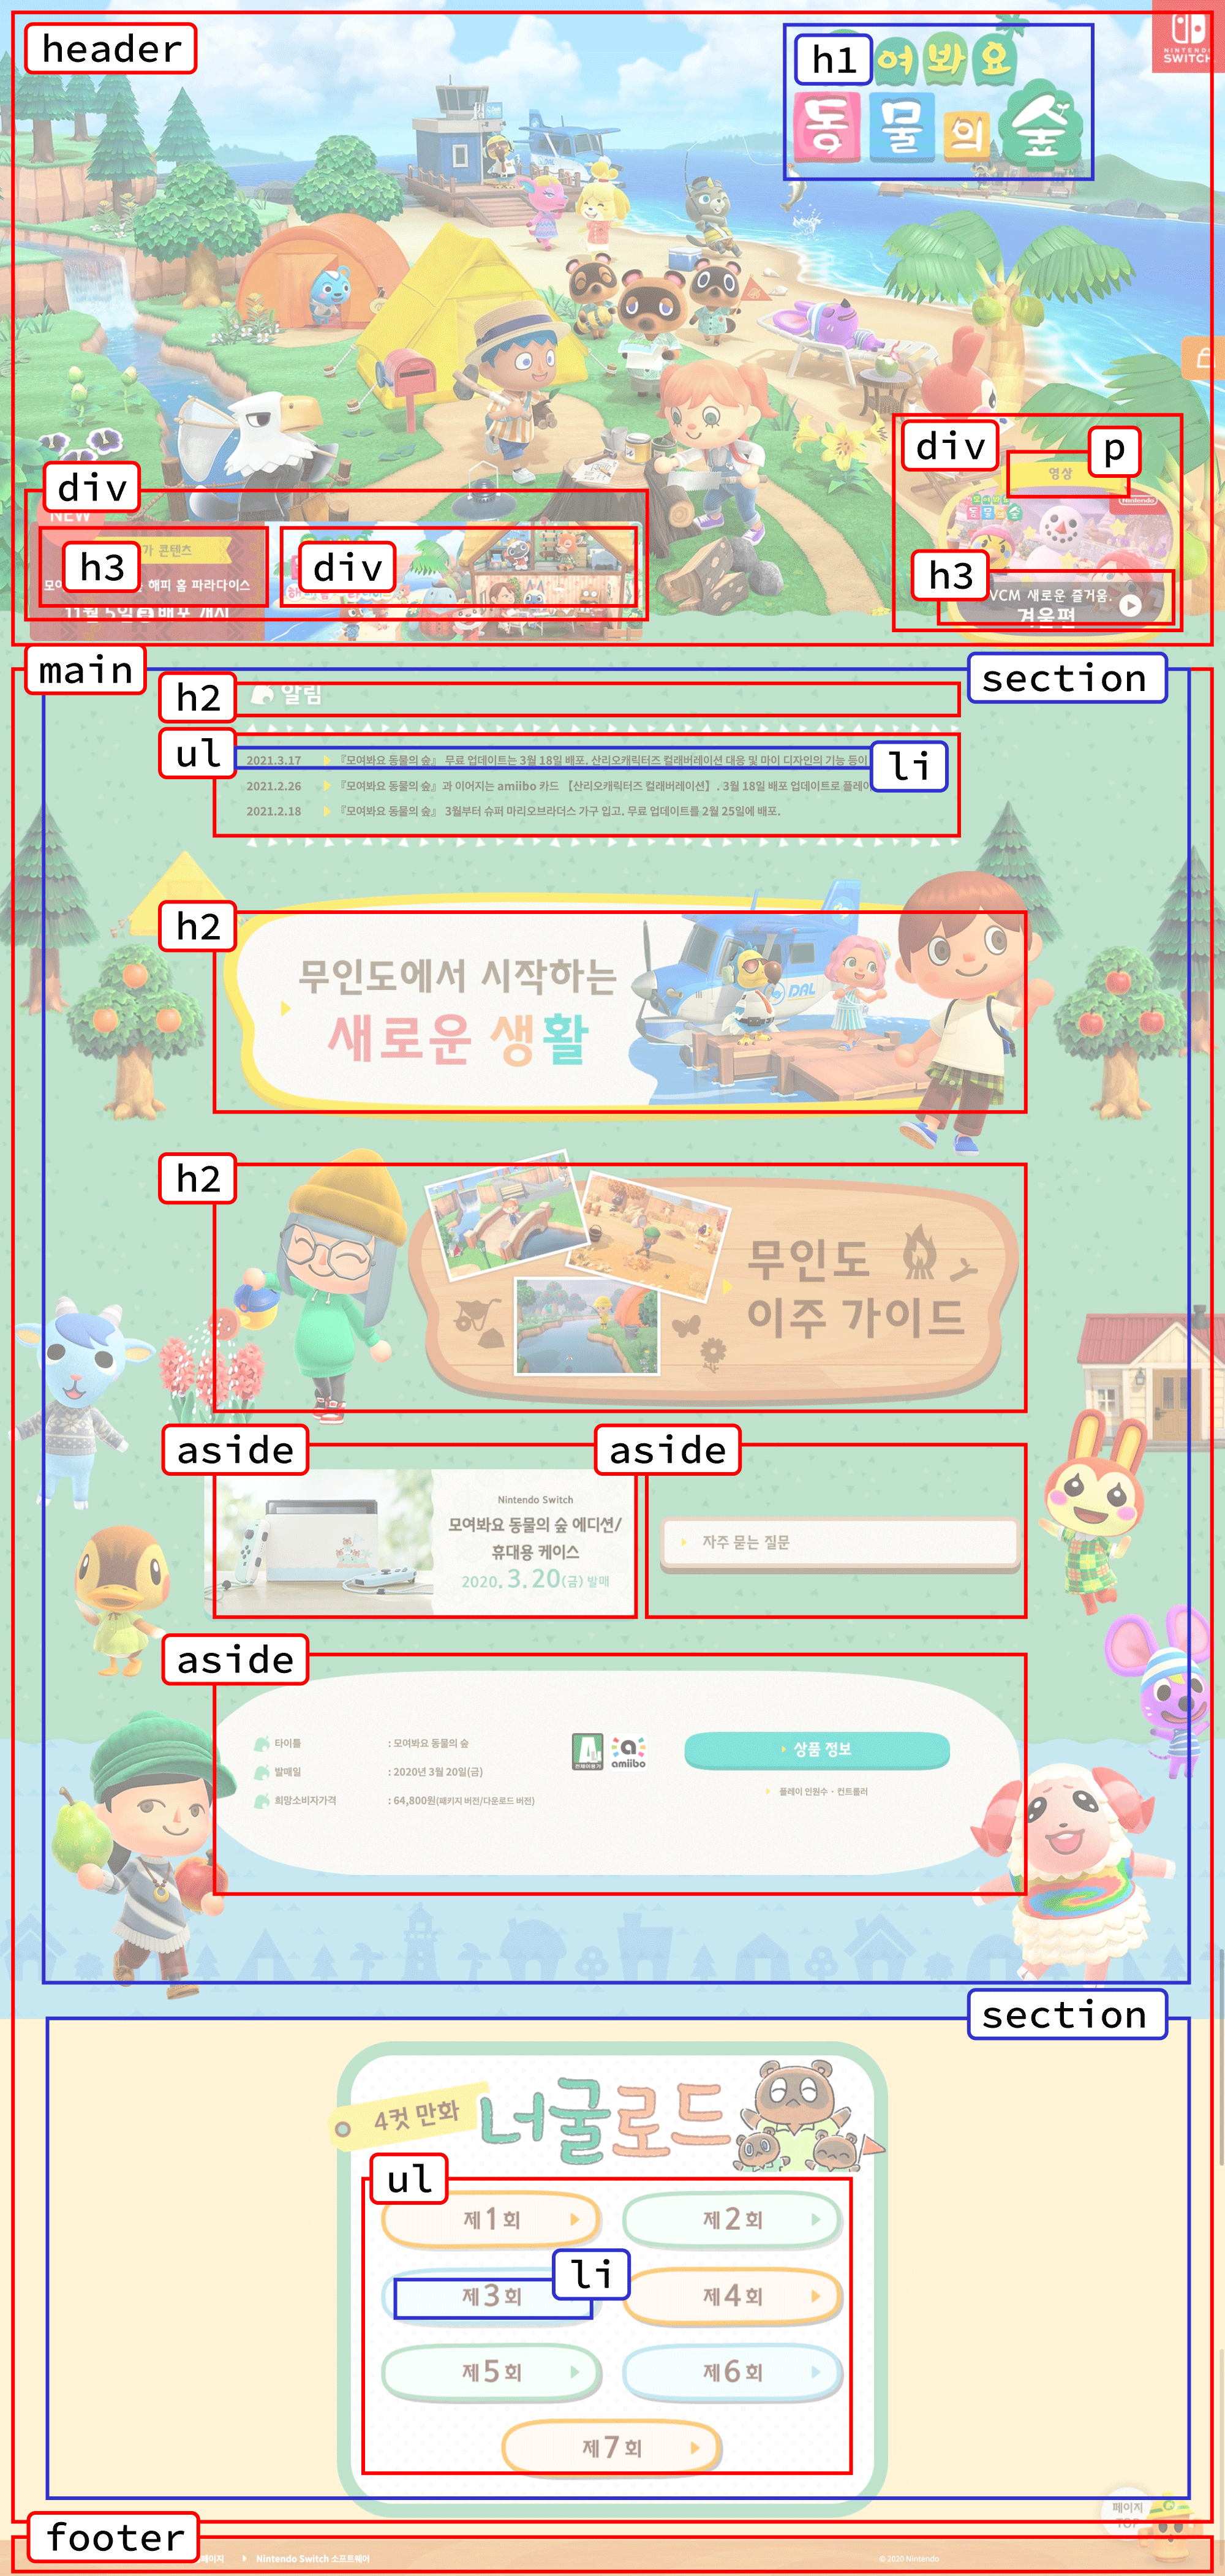 header
h1
여봐요
동물의숲
NINTENDO
SWITCH
div
p
명상
Nintendo
div
NEW
h3
가 콘텐츠
해피 홈 파라다이스
11월 5일 배포 개시
div
h3
VCM 새로운 즐거움.
겨울편
main
section
h2
알림
ul
li
2021.3.17 『모여봐요 동물의 숲』 무료 업데이트는 3월 18일 배포. 산리오캐릭터즈 컬래버레이션 대응 및 마이 디자인의 기능 등이
2021.2.26 『모여봐요 동물의 숲』과 이어지는 amiibo 카드 【산리오캐릭터즈 컬래버레이션】. 3월 18일 배포 업데이트로 플레이
2021.2.18 『모여봐요 동물의 숲』 3월부터 슈퍼 마리오브라더스 가구 입고. 무료 업데이트를 2월 25일에 배포.
h2
무인도에서 시작하는
새로운 생활
DAL
h2
무인도
이주 가이드
aside
Nintendo Switch
모여봐요 동물의 숲 에디션/
휴대용 케이스
2020.3.20(금) 발매
aside
자주 묻는 질문
aside
타이틀 : 모여봐요 동물의 숲
발매일 : 2020년 3월 20일(금)
희망소비자가격 : 64,800원(패키지 버전/다운로드 버전)
전체이용가
amiibo
상품 정보
플레이 인원수・컨트롤러
section
4컷 만화
너굴로드
ul
제1회
제2회
li
제3회
제4회
제5회
제6회
제7회
페이지
TOP
footer
페이지
Nintendo Switch 소프트웨어
© 2020 Nintendo